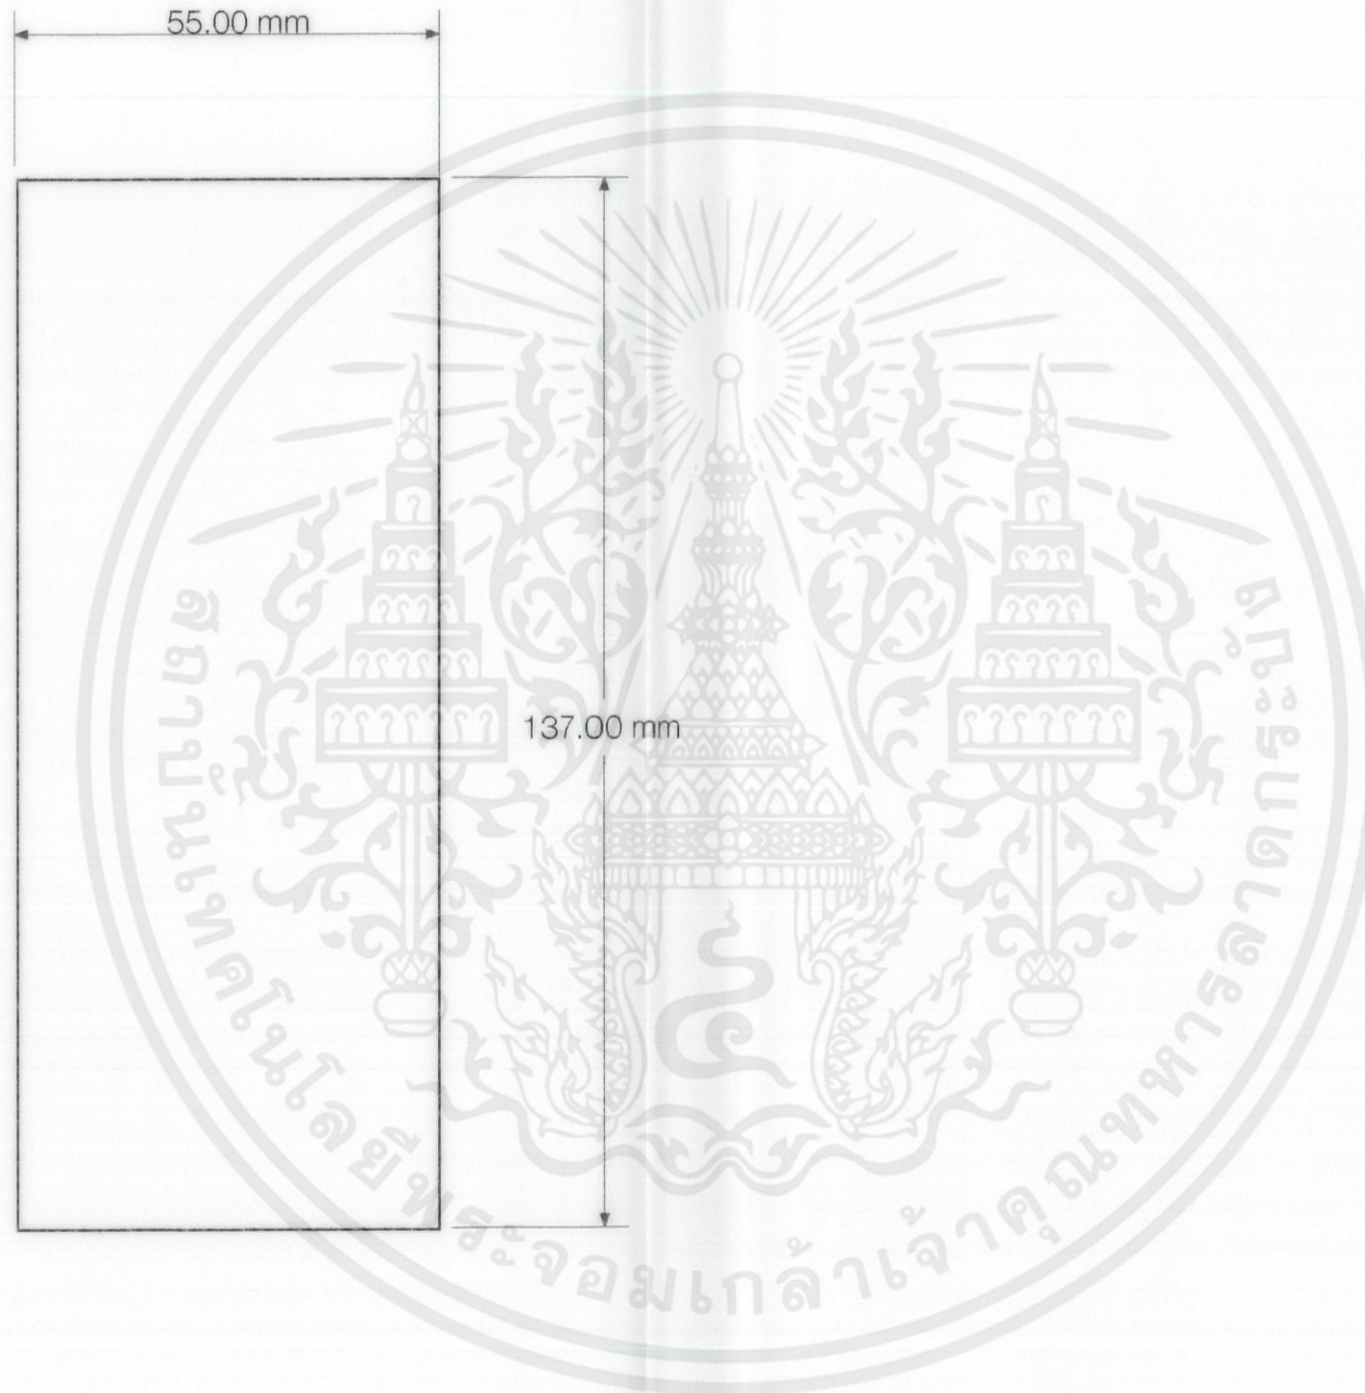 55.00 mm
137.00 mm
๔
สถาบันเทคโนโลยีพระจอมเกล้าเจ้าคุณทหารลาดกระบัง